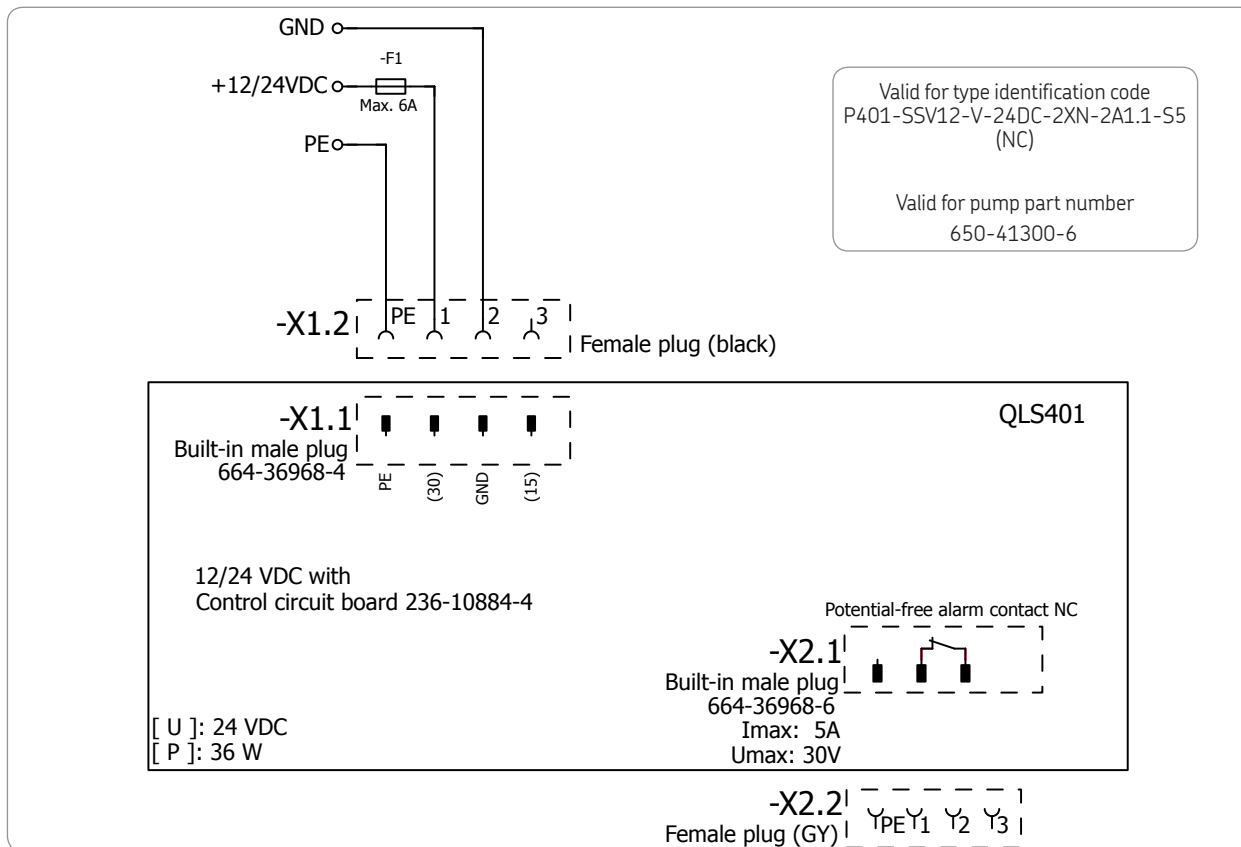 GND
-F1
+12/24VDC
Max. 6A
PE
Valid for type identification code
P401-SSV12-V-24DC-2XN-2A1.1-S5
(NC)
Valid for pump part number
650-41300-6
-X1.2
PE 1 2 3
Female plug (black)
-X1.1
QLS401
Built-in male plug
664-36968-4
PE (30) GND (15)
12/24 VDC with
Control circuit board 236-10884-4
Potential-free alarm contact NC
-X2.1
Built-in male plug
664-36968-6
Imax: 5A
Umax: 30V
[ U ]: 24 VDC
[ P ]: 36 W
-X2.2
PE 1 2 3
Female plug (GY)